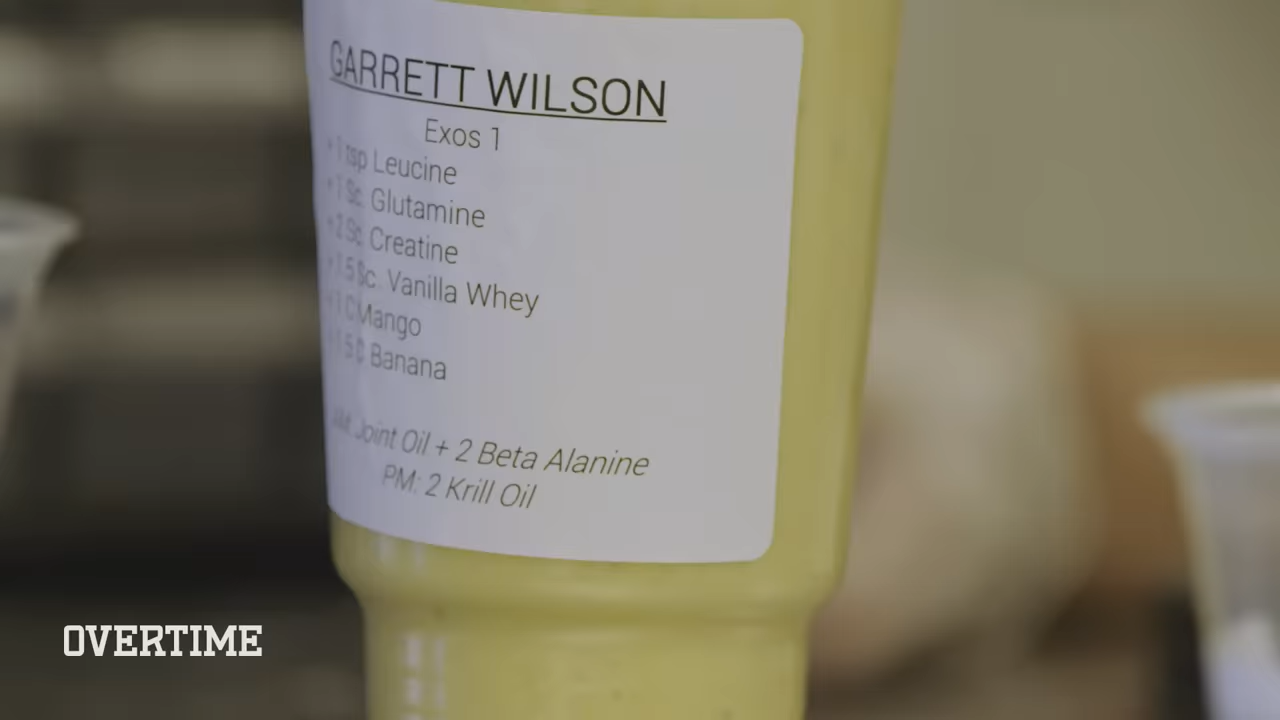 GARRETT WILSON
Exos 1
+ 1 tsp Leucine
+ 1 Sc. Glutamine
+ 2 Sc. Creatine
+ 1.5 Sc. Vanilla Whey
+ 1 C Mango
+ 1.5 C Banana
AM: Joint Oil + 2 Beta Alanine
PM: 2 Krill Oil
OVERTIME